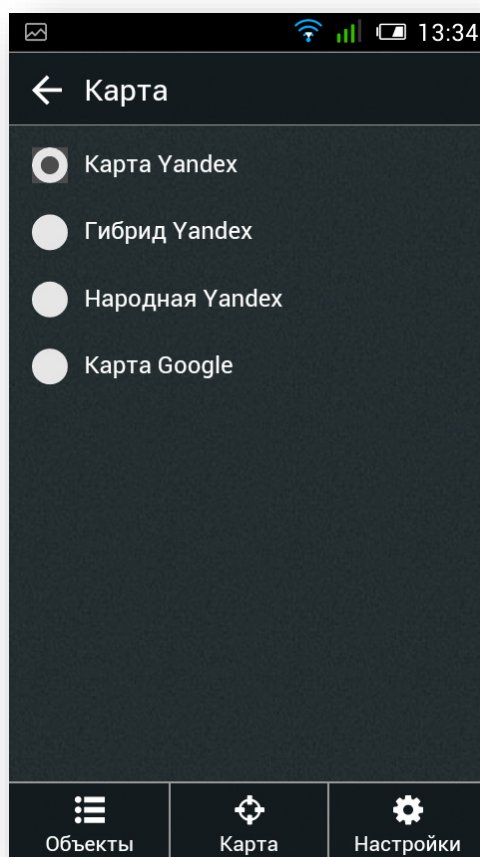 13:34
Карта
Карта Yandex
Гибрид Yandex
Народная Yandex
Карта Google
Объекты
Карта
Настройки